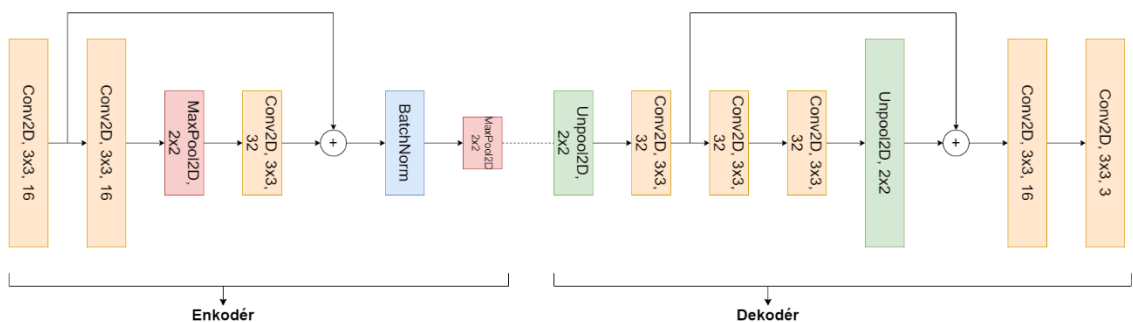 Conv2D, 3x3, 16
Conv2D, 3x3, 16
MaxPool2D,
2x2
Conv2D, 3x3,
32
+
BatchNorm
MaxPool2D
2x2
Unpool2D,
2x2
Conv2D, 3x3,
32
Conv2D, 3x3,
32
Conv2D, 3x3,
32
Unpool2D, 2x2
+
Conv2D, 3x3, 16
Conv2D, 3x3, 3
Enkodér
Dekodér